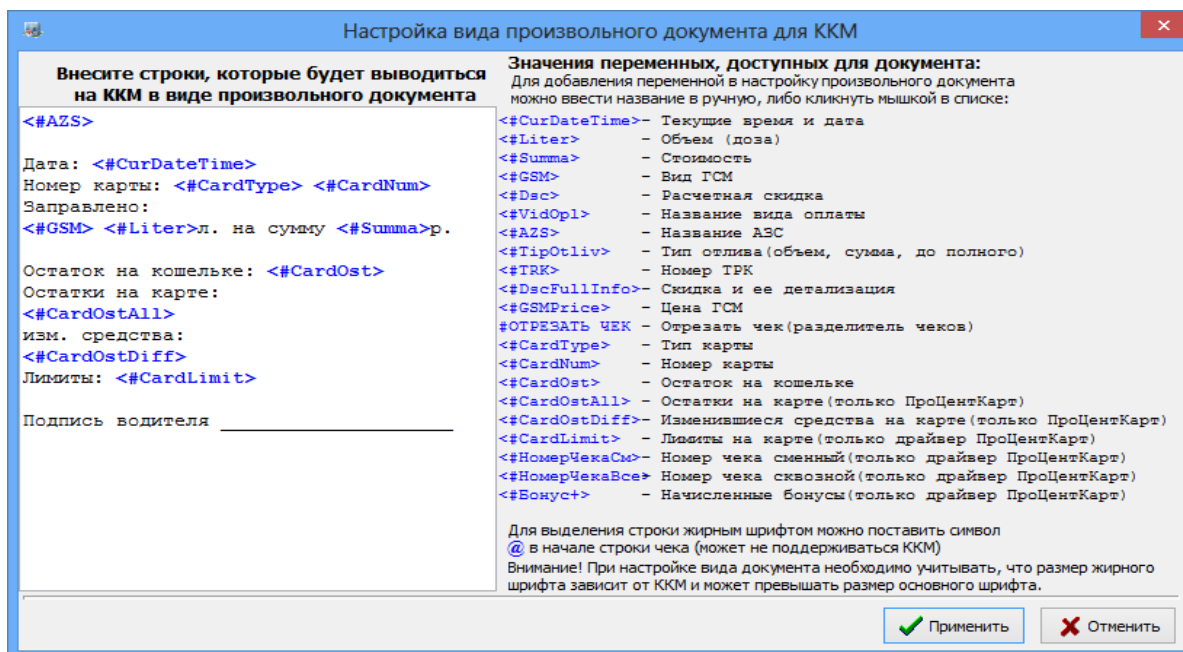 Настройка вида произвольного документа для ККМ
Внесите строки, которые будет выводиться
на ККМ в виде произвольного документа
<#AZS>
Дата: <#CurDateTime>
Номер карты: <#CardType> <#CardNum>
Заправлено:
<#GSM> <#Liter>л. на сумму <#Summa>р.
Остаток на кошельке: <#CardOst>
Остатки на карте:
<#CardOstAll>
изм. средства:
<#CardOstDiff>
Лимиты: <#CardLimit>
Подпись водителя _________________
Значения переменных, доступных для документа:
Для добавления переменной в настройку произвольного документа
можно ввести название в ручную, либо кликнуть мышкой в списке:
<#CurDateTime>- Текущие время и дата
<#Liter> - Объем (доза)
<#Summa> - Стоимость
<#GSM> - Вид ГСМ
<#Dsc> - Расчетная скидка
<#VidOpl> - Название вида оплаты
<#AZS> - Название АЗС
<#TipOtliv> - Тип отлива(объем, сумма, до полного)
<#TRK> - Номер ТРК
<#DscFullInfo>- Скидка и ее детализация
<#GSMPrice> - Цена ГСМ
#ОТРЕЗАТЬ ЧЕК - Отрезать чек(разделитель чеков)
<#CardType> - Тип карты
<#CardNum> - Номер карты
<#CardOst> - Остаток на кошельке
<#CardOstAll> - Остатки на карте(только ПроЦентКарт)
<#CardOstDiff>- Изменившиеся средства на карте(только ПроЦентКарт)
<#CardLimit> - Лимиты на карте(только драйвер ПроЦентКарт)
<#НомерЧекаСм>- Номер чека сменный(только драйвер ПроЦентКарт)
<#НомерЧекаВсе> Номер чека сквозной(только драйвер ПроЦентКарт)
<#Бонус+> - Начисленные бонусы(только драйвер ПроЦентКарт)
Для выделения строки жирным шрифтом можно поставить символ
@ в начале строки чека (может не поддерживаться ККМ)
Внимание! При настройке вида документа необходимо учитывать, что размер жирного
шрифта зависит от ККМ и может превышать размер основного шрифта.
Применить
Отменить